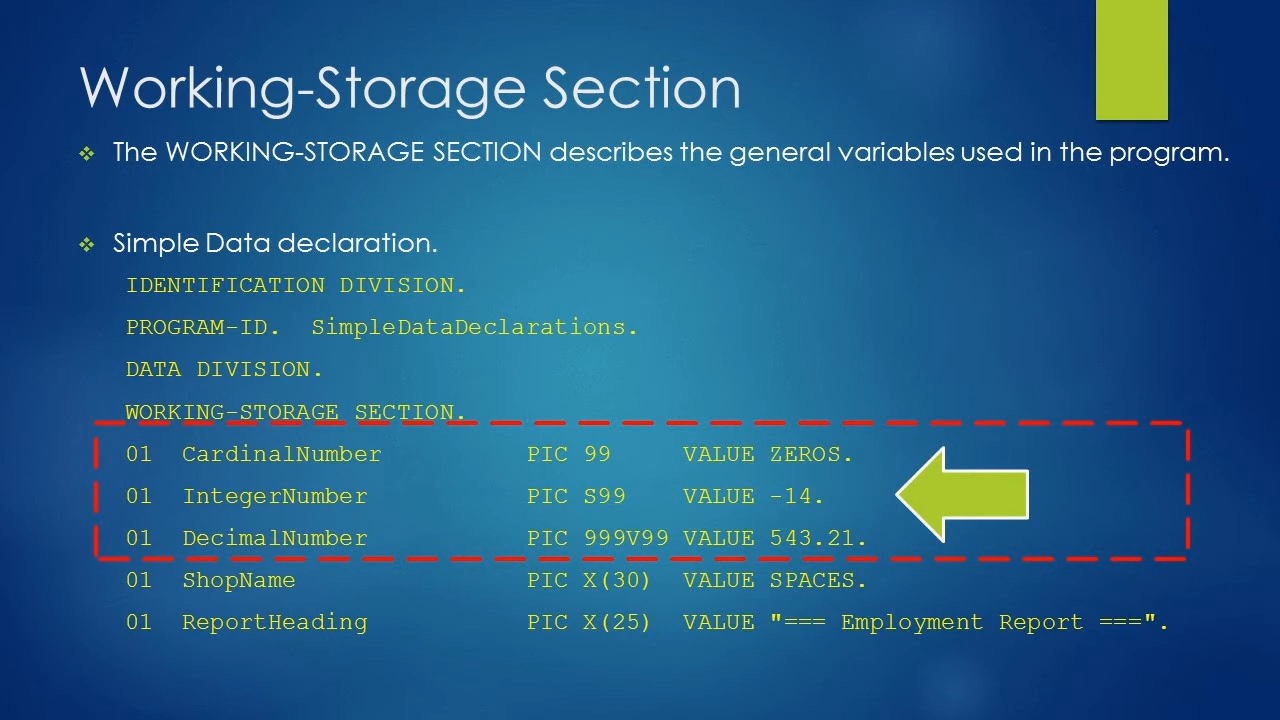 Working-Storage Section
The WORKING-STORAGE SECTION describes the general variables used in the program.
Simple Data declaration.
IDENTIFICATION DIVISION.
PROGRAM-ID.  SimpleDataDeclarations.
DATA DIVISION.
WORKING-STORAGE SECTION.
01  CardinalNumber          PIC 99     VALUE ZEROS.
01  IntegerNumber           PIC S99    VALUE -14.
01  DecimalNumber           PIC 999V99 VALUE 543.21.
01  ShopName                PIC X(30)  VALUE SPACES.
01  ReportHeading           PIC X(25)  VALUE "=== Employment Report ===".